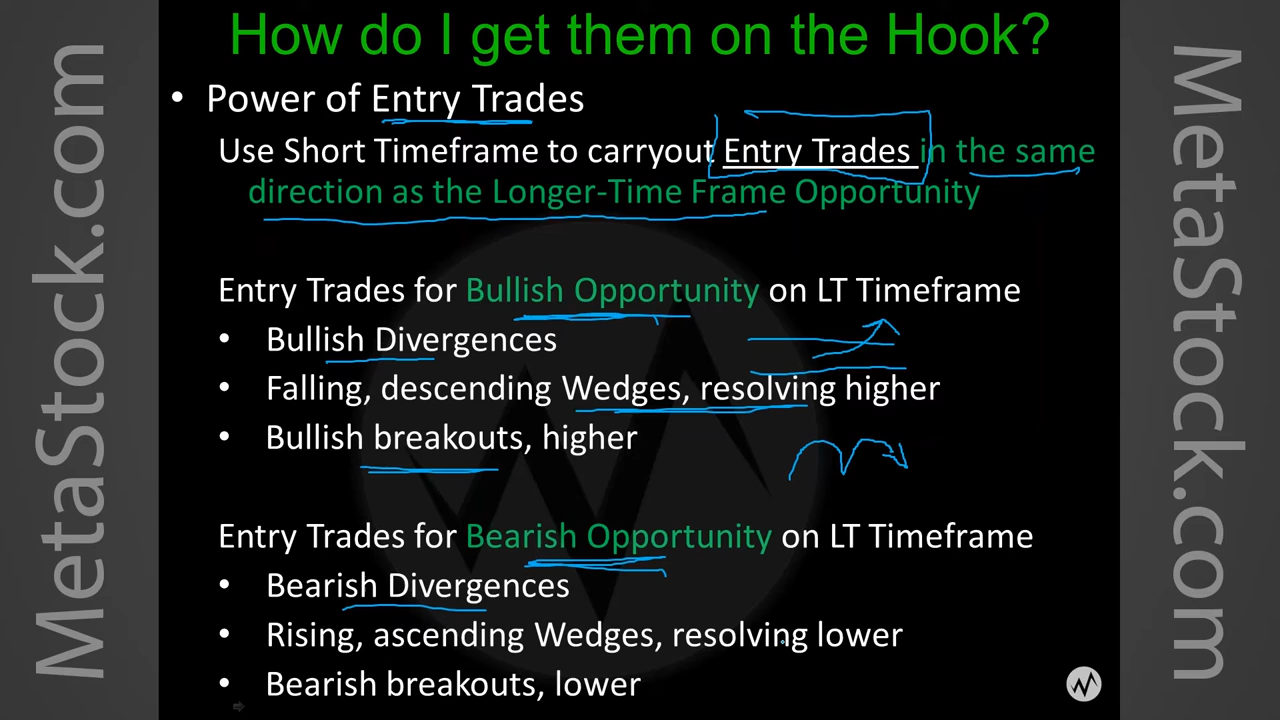 How do I get them on the Hook?
• Power of Entry Trades
Use Short Timeframe to carryout Entry Trades in the same
direction as the Longer-Time Frame Opportunity
Entry Trades for Bullish Opportunity on LT Timeframe
• Bullish Divergences
• Falling, descending Wedges, resolving higher
• Bullish breakouts, higher
Entry Trades for Bearish Opportunity on LT Timeframe
• Bearish Divergences
• Rising, ascending Wedges, resolving lower
• Bearish breakouts, lower
MetaStock.com
MetaStock.com